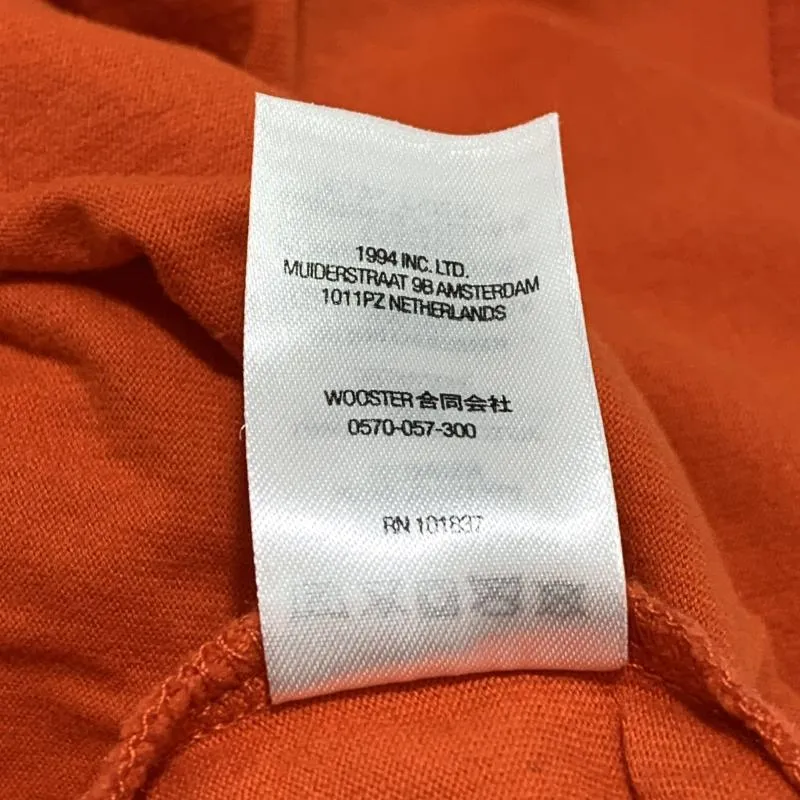 1994 INC. LTD.
MUIDERSTRAAT 9B AMSTERDAM
1011PZ NETHERLANDS
WOOSTER合同会社
0570-057-300
RN 101837